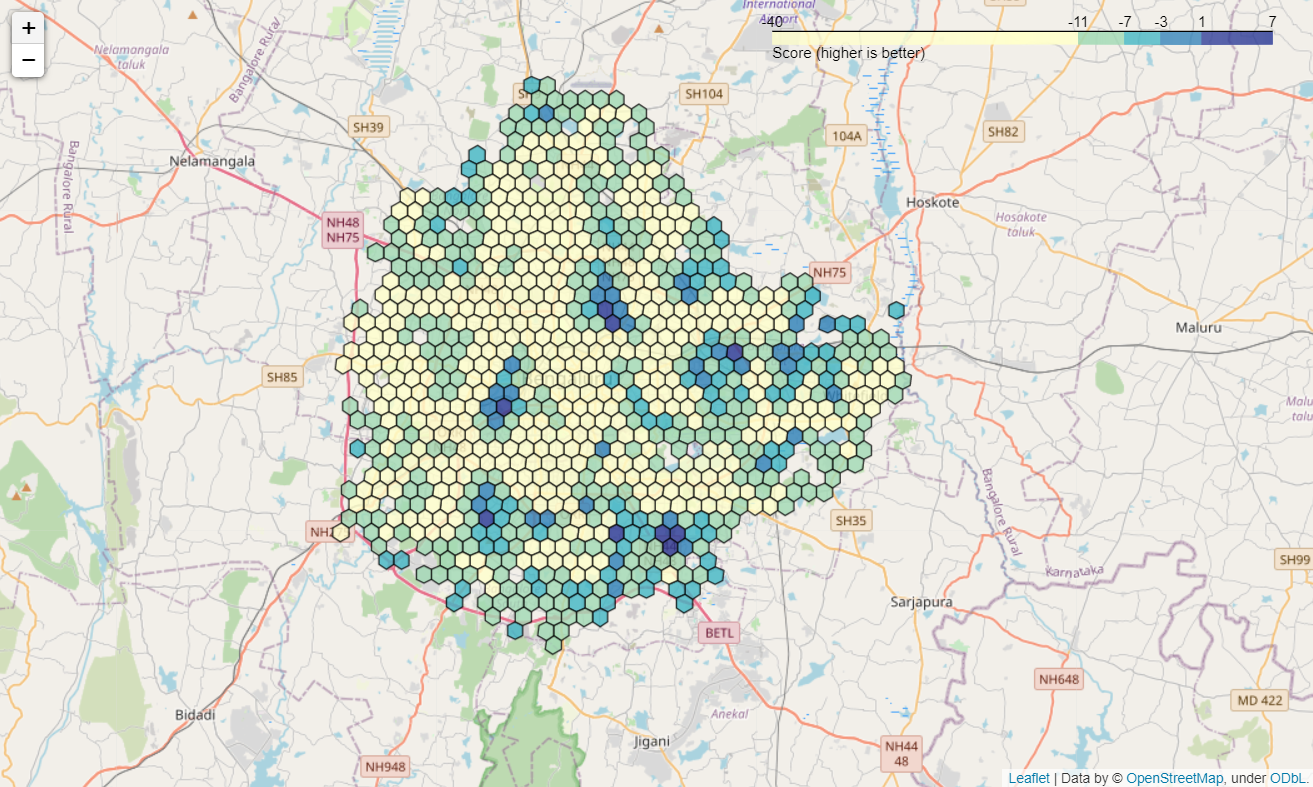 +
−
International
Airport
-40
-11
-7
-3
1
7
Score (higher is better)
Nelamangala
taluk
Bangalore Rural
SH104
SH39
104A
SH82
Nelamangala
Bangalore Rural
NH48
NH75
Hoskote
Hosakote
taluk
NH75
Maluru
SH85
Bangalore Rural
SH35
Karnataka
SH99
Sarjapura
BETL
NH648
MD 422
Bidadi
Anekal
Jigani
NH44
48
NH948
Leaflet | Data by © OpenStreetMap, under ODbL.